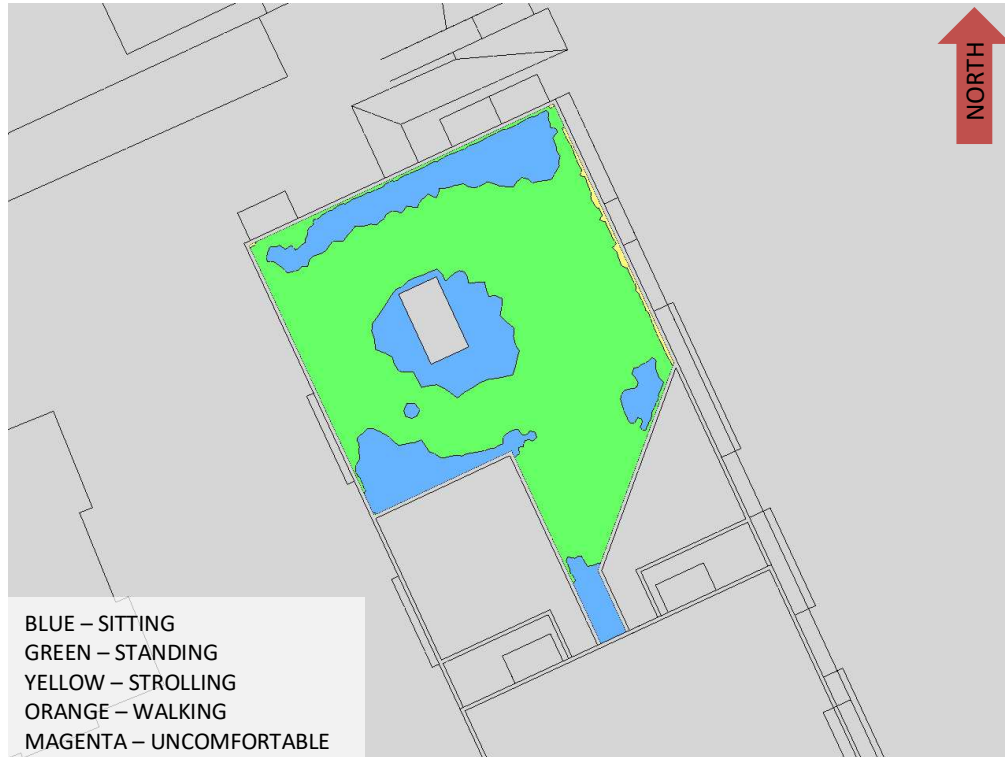 NORTH
BLUE – SITTING
GREEN – STANDING
YELLOW – STROLLING
ORANGE – WALKING
MAGENTA – UNCOMFORTABLE